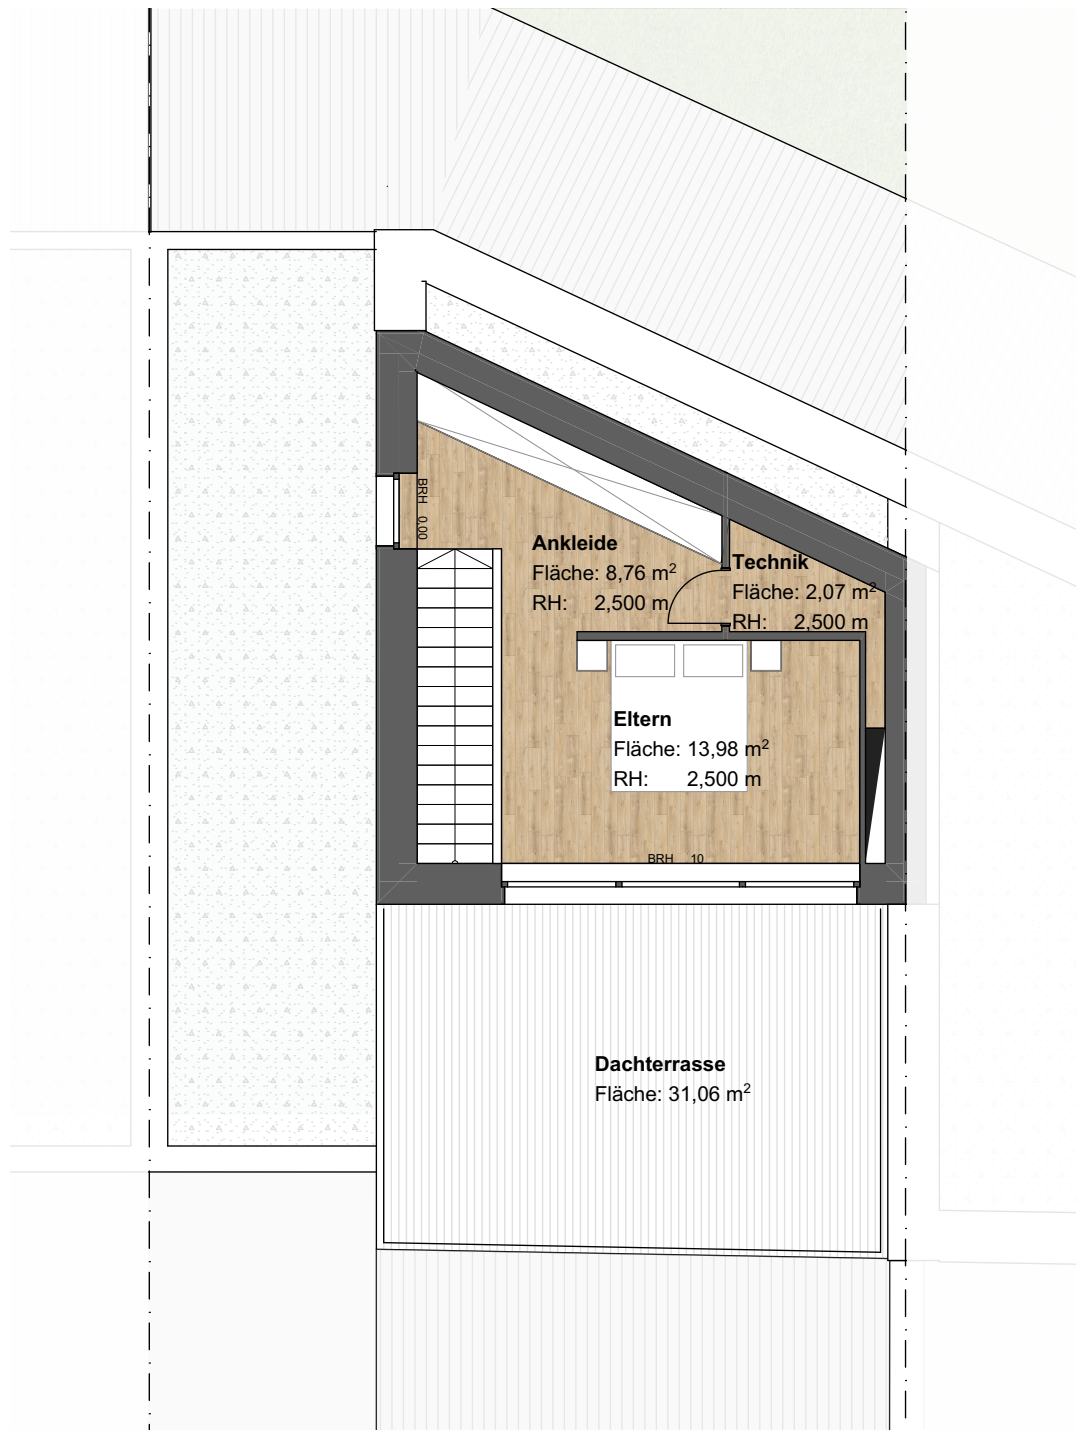 BRH 0,00
Ankleide
Fläche: 8,76 m²
RH: 2,500 m
Technik
Fläche: 2,07 m²
RH: 2,500 m
Eltern
Fläche: 13,98 m²
RH: 2,500 m
BRH 10
Dachterrasse
Fläche: 31,06 m²